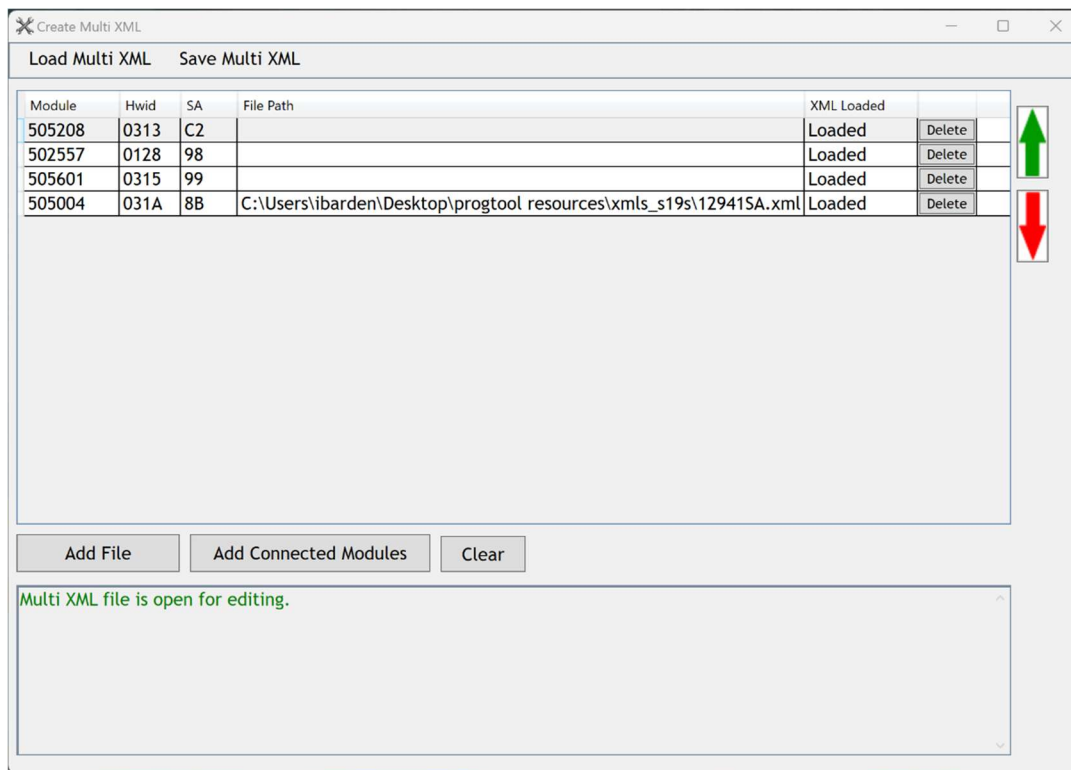 Create Multi XML
Load Multi XML Save Multi XML
Module Hwid SA File Path XML Loaded
505208 0313 C2 Loaded Delete
502557 0128 98 Loaded Delete
505601 0315 99 Loaded Delete
505004 031A 8B C:\Users\ibarden\Desktop\progtool resources\xmls_s19s\12941SA.xml Loaded Delete
Add File Add Connected Modules Clear
Multi XML file is open for editing.